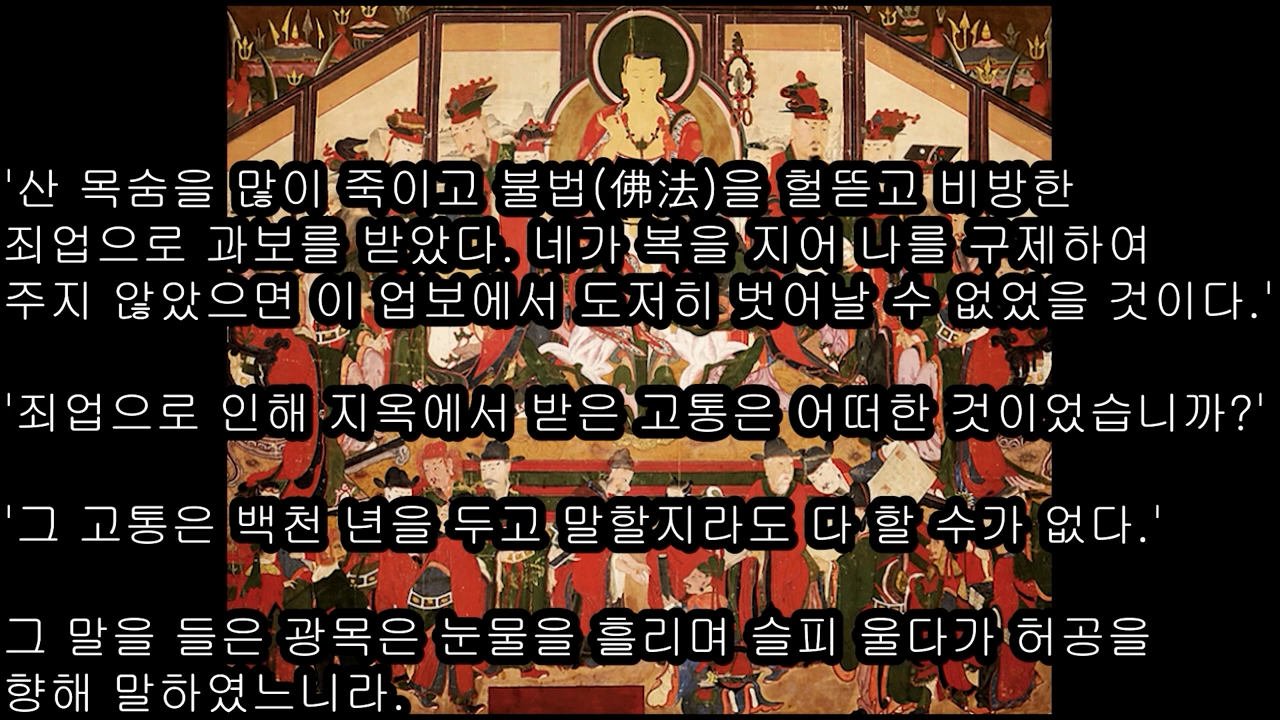 '산 목숨을 많이 죽이고 불법(佛法)을 헐뜯고 비방한
죄업으로 과보를 받았다. 네가 복을 지어 나를 구제하여
주지 않았으면 이 업보에서 도저히 벗어날 수 없었을 것이다.'
'죄업으로 인해 지옥에서 받은 고통은 어떠한 것이었습니까?'
'그 고통은 백천 년을 두고 말할지라도 다 할 수가 없다.'
그 말을 들은 광목은 눈물을 흘리며 슬피 울다가 허공을
향해 말하였느니라.